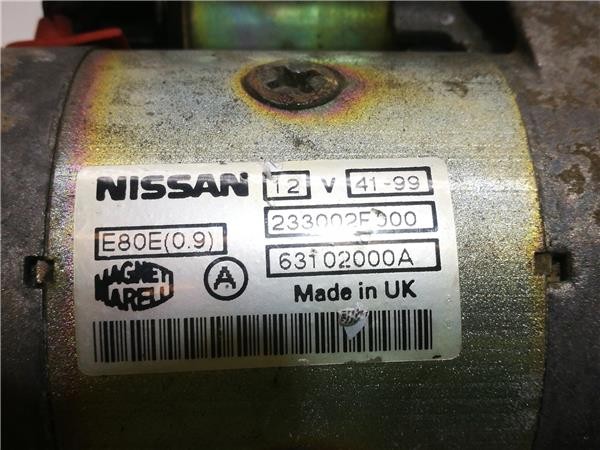 NISSAN 12 V 41-99
233002F000
E80E(0.9) 63102000A
MAGNETI MARELLI A
Made in UK